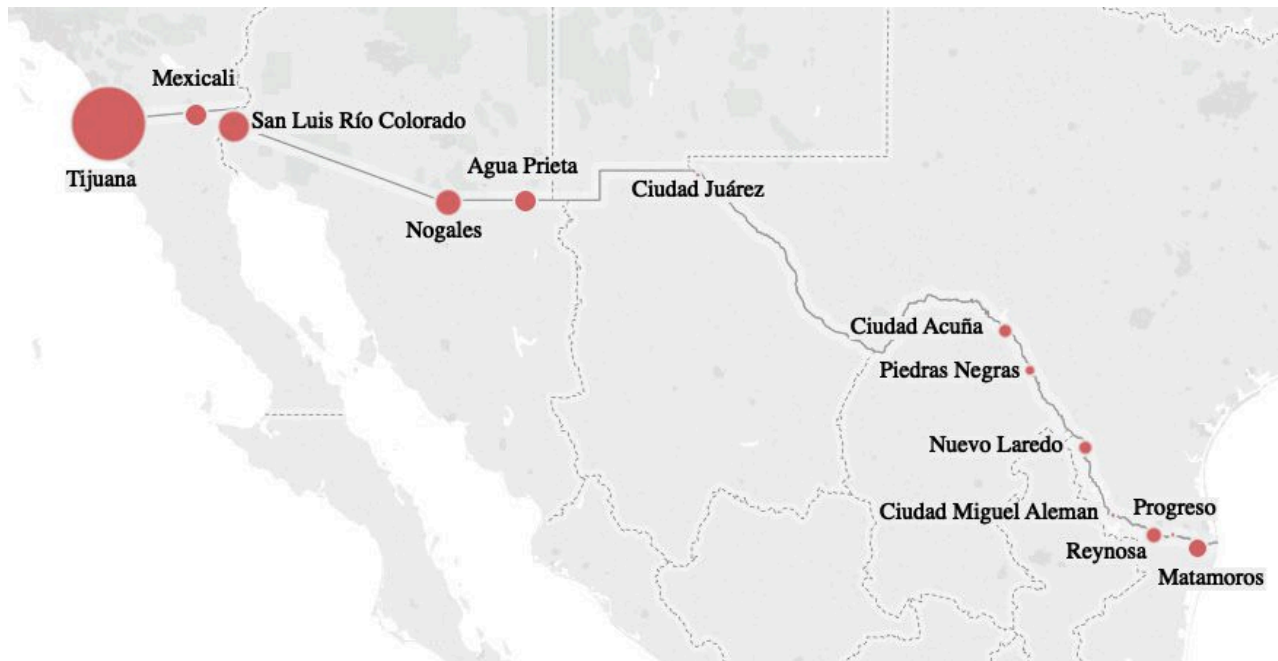 Mexicali
San Luis Río Colorado
Tijuana
Agua Prieta
Ciudad Juárez
Nogales
Ciudad Acuña
Piedras Negras
Nuevo Laredo
Ciudad Miguel Aleman
Progreso
Reynosa
Matamoros